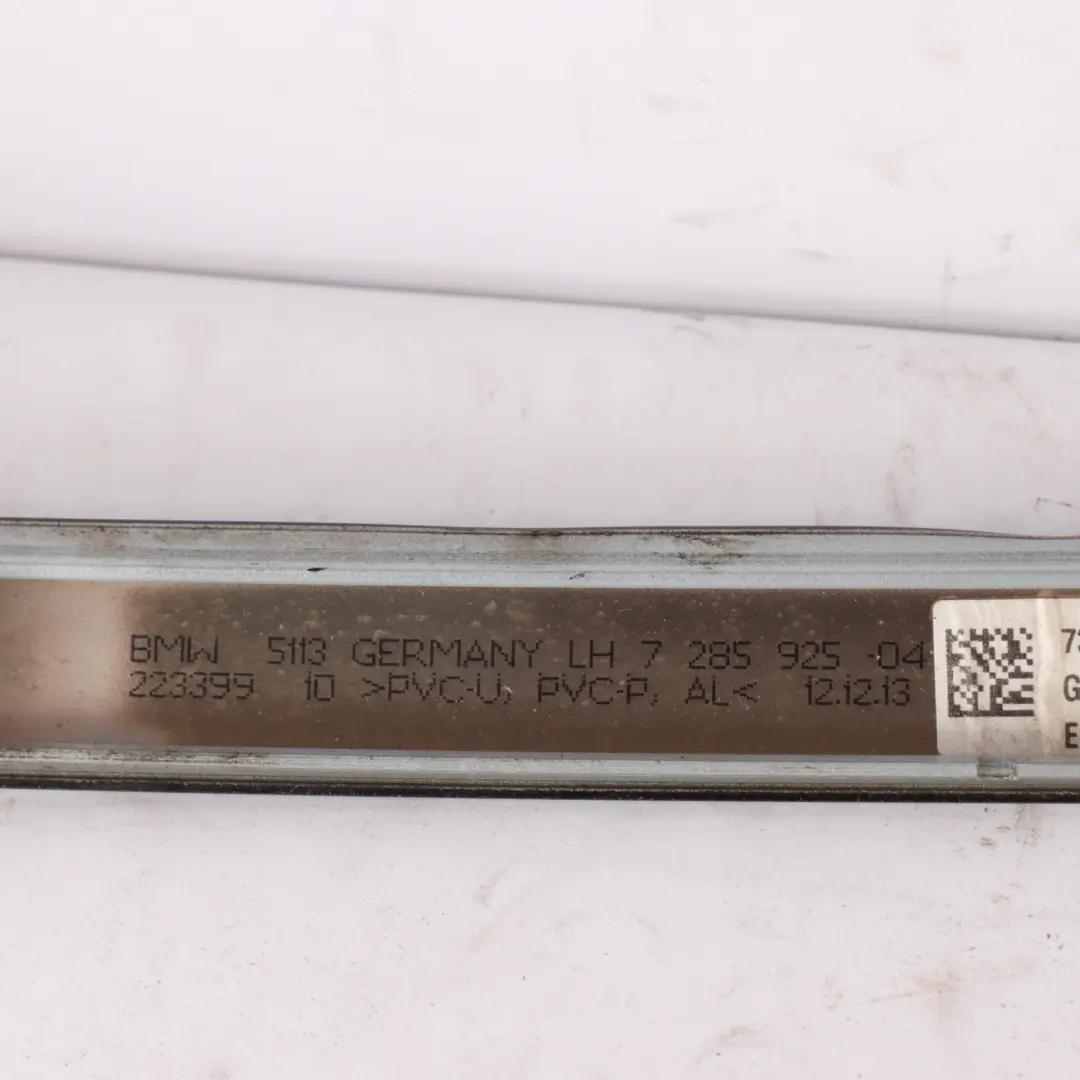 BMW 5113 GERMANY LH 7 285 925 -04
223399 10 >PVC-U, PVC-P, AL< 12.12.13